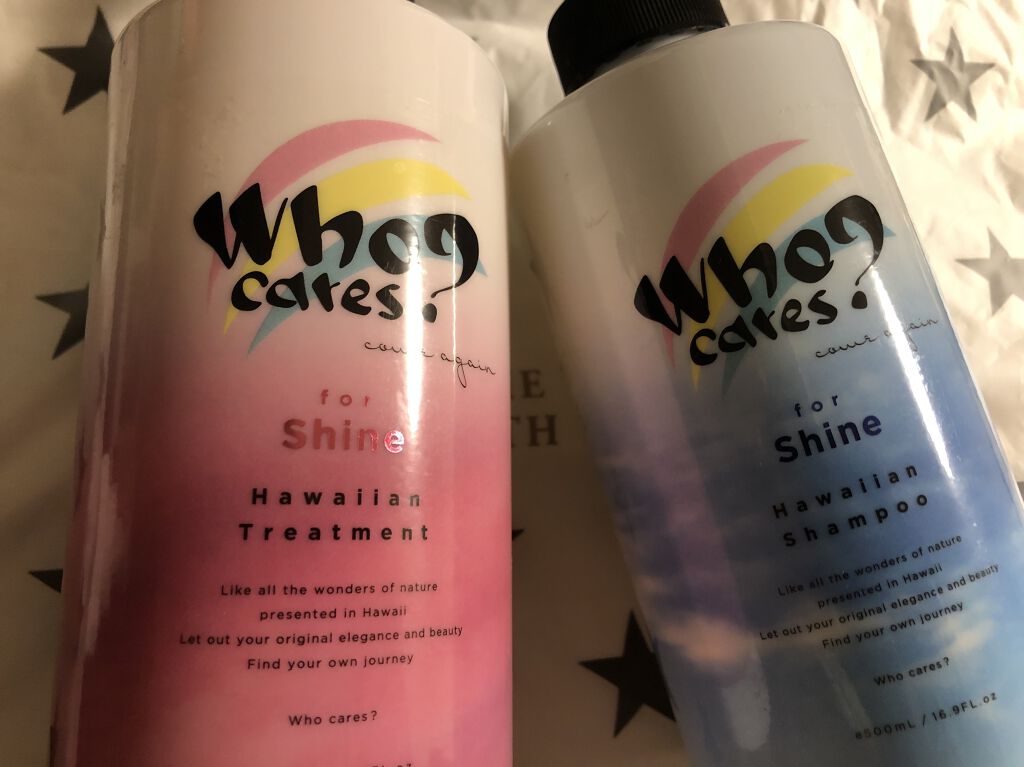 Who
cares?
come again
for
Shine
Hawaiian
Treatment
Like all the wonders of nature
presented in Hawaii
Let out your original elegance and beauty
Find your own journey
Who cares?
Who
cares?
come again
for
Shine
Hawaiian
Shampoo
Like all the wonders of nature
presented in Hawaii
Let out your original elegance and beauty
Find your own journey
Who cares?
e500mL / 16.9FL.oz